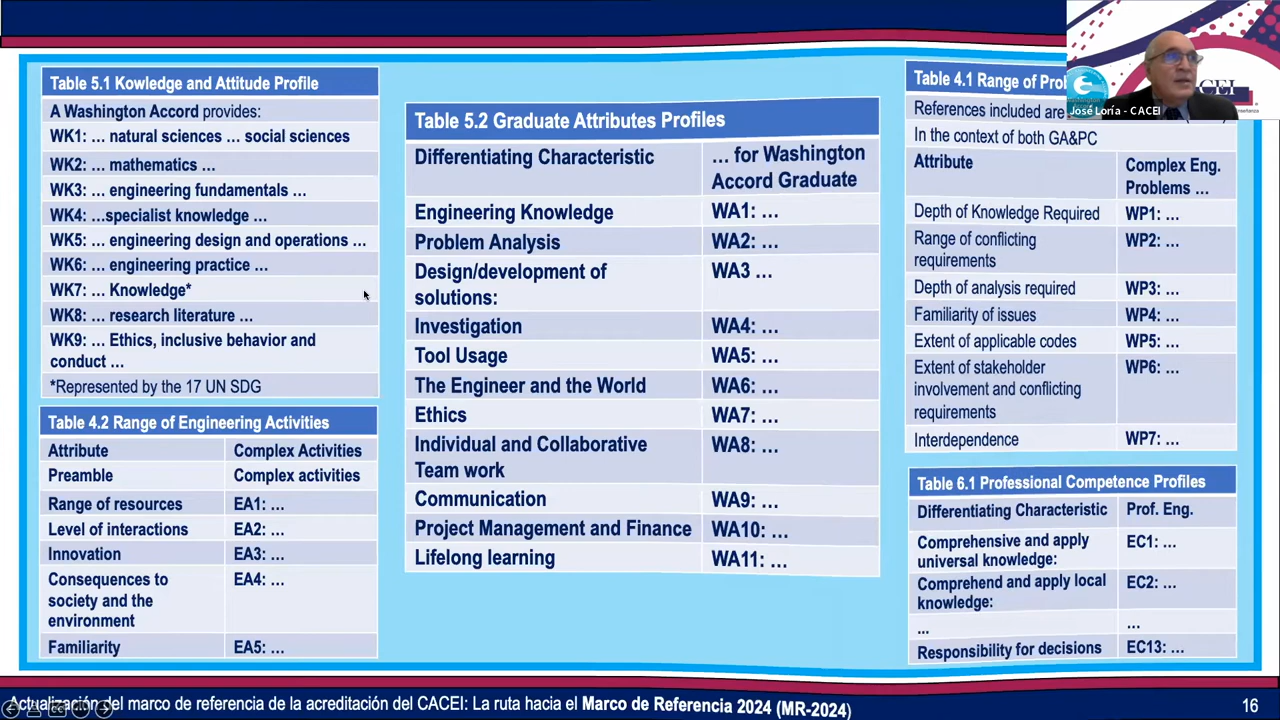 Table 5.1 Kowledge and Attitude Profile
A Washington Accord provides:
WK1: … natural sciences … social sciences
WK2: … mathematics …
WK3: … engineering fundamentals …
WK4: …specialist knowledge …
WK5: … engineering design and operations …
WK6: … engineering practice …
WK7: … Knowledge*
WK8: … research literature …
WK9: … Ethics, inclusive behavior and
conduct …
*Represented by the 17 UN SDG
Table 4.2 Range of Engineering Activities
Attribute Complex Activities
Preamble Complex activities
Range of resources EA1: …
Level of interactions EA2: …
Innovation EA3: …
Consequences to EA4: …
society and the
environment
Familiarity EA5: …
Table 5.2 Graduate Attributes Profiles
Differentiating Characteristic … for Washington
Accord Graduate
Engineering Knowledge WA1: …
Problem Analysis WA2: …
Design/development of WA3 …
solutions:
Investigation WA4: …
Tool Usage WA5: …
The Engineer and the World WA6: …
Ethics WA7: …
Individual and Collaborative WA8: …
Team work
Communication WA9: …
Project Management and Finance WA10: …
Lifelong learning WA11: …
Table 4.1 Range of
References included are
In the context of both GA&PC
Attribute Complex Eng.
Problems …
Depth of Knowledge Required WP1: …
Range of conflicting WP2: …
requirements
Depth of analysis required WP3: …
Familiarity of issues WP4: …
Extent of applicable codes WP5: …
Extent of stakeholder WP6: …
involvement and conflicting
requirements
Interdependence WP7: …
Table 6.1 Professional Competence Profiles
Differentiating Characteristic Prof. Eng.
Comprehensive and apply EC1: …
universal knowledge:
Comprehend and apply local EC2: …
knowledge:
... …
Responsibility for decisions EC13: …
José Loría - CACEI
Actualización del marco de referencia de la acreditación del CACEI: La ruta hacia el Marco de Referencia 2024 (MR-2024)
16